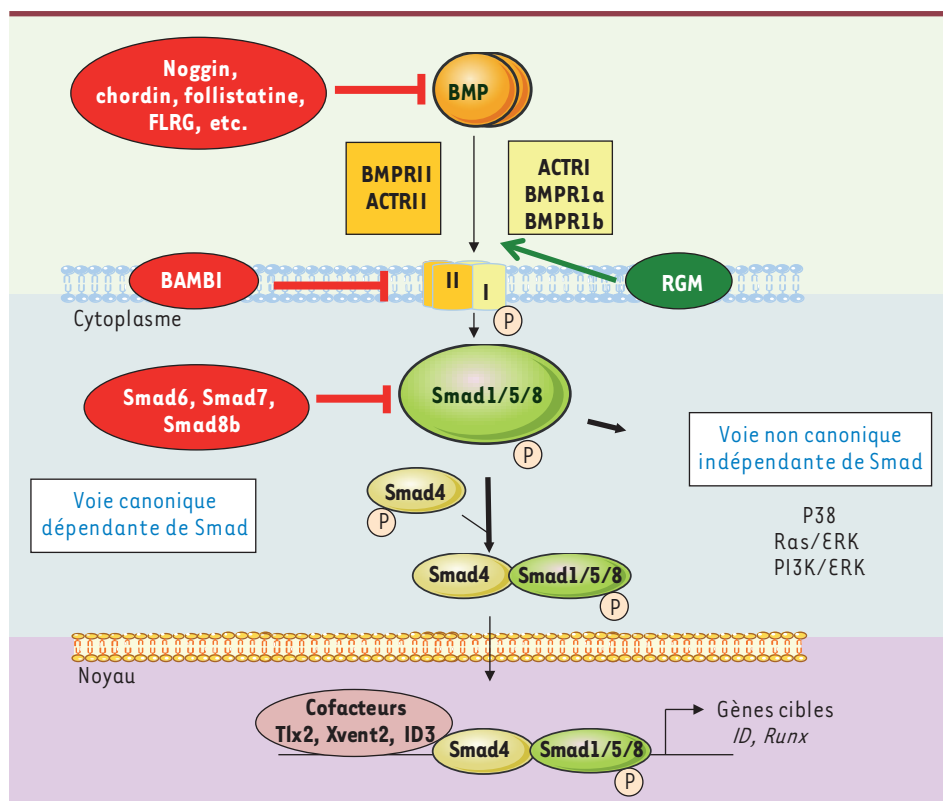 Noggin,
chordin, follistatine,
FLRG, etc.
BMP
BMPRII
ACTRII
ACTRI
BMPR1a
BMPR1b
BAMBI
II
I
RGM
P
Cytoplasme
Smad6, Smad7,
Smad8b
Smad1/5/8
P
Voie non canonique
indépendante de Smad
Voie canonique
dépendante de Smad
Smad4
P
P38
Ras/ERK
PI3K/ERK
Smad4
Smad1/5/8
P
Noyau
Cofacteurs
Tlx2, Xvent2, ID3
Smad4
Smad1/5/8
P
Gènes cibles
ID, Runx